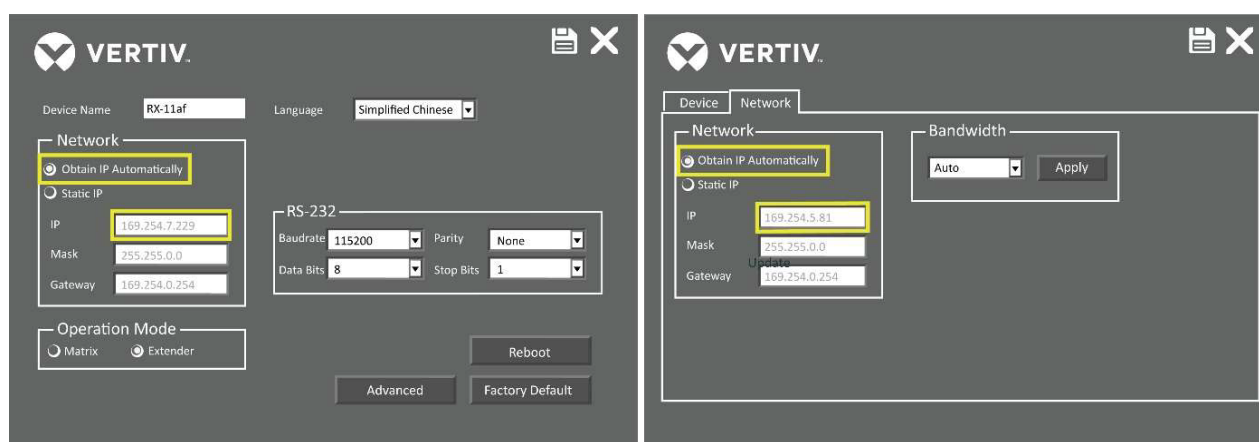 VERTIV.
Device Name RX-11af Language Simplified Chinese
Network
Obtain IP Automatically
Static IP
IP 169.254.7.229
Mask 255.255.0.0
Gateway 169.254.0.254
RS-232
Baudrate 115200 Parity None
Data Bits 8 Stop Bits 1
Operation Mode
Matrix Extender
Reboot
Advanced Factory Default
VERTIV.
Device Network
Network
Obtain IP Automatically
Static IP
IP 169.254.5.81
Mask 255.255.0.0
Update
Gateway 169.254.0.254
Bandwidth
Auto Apply